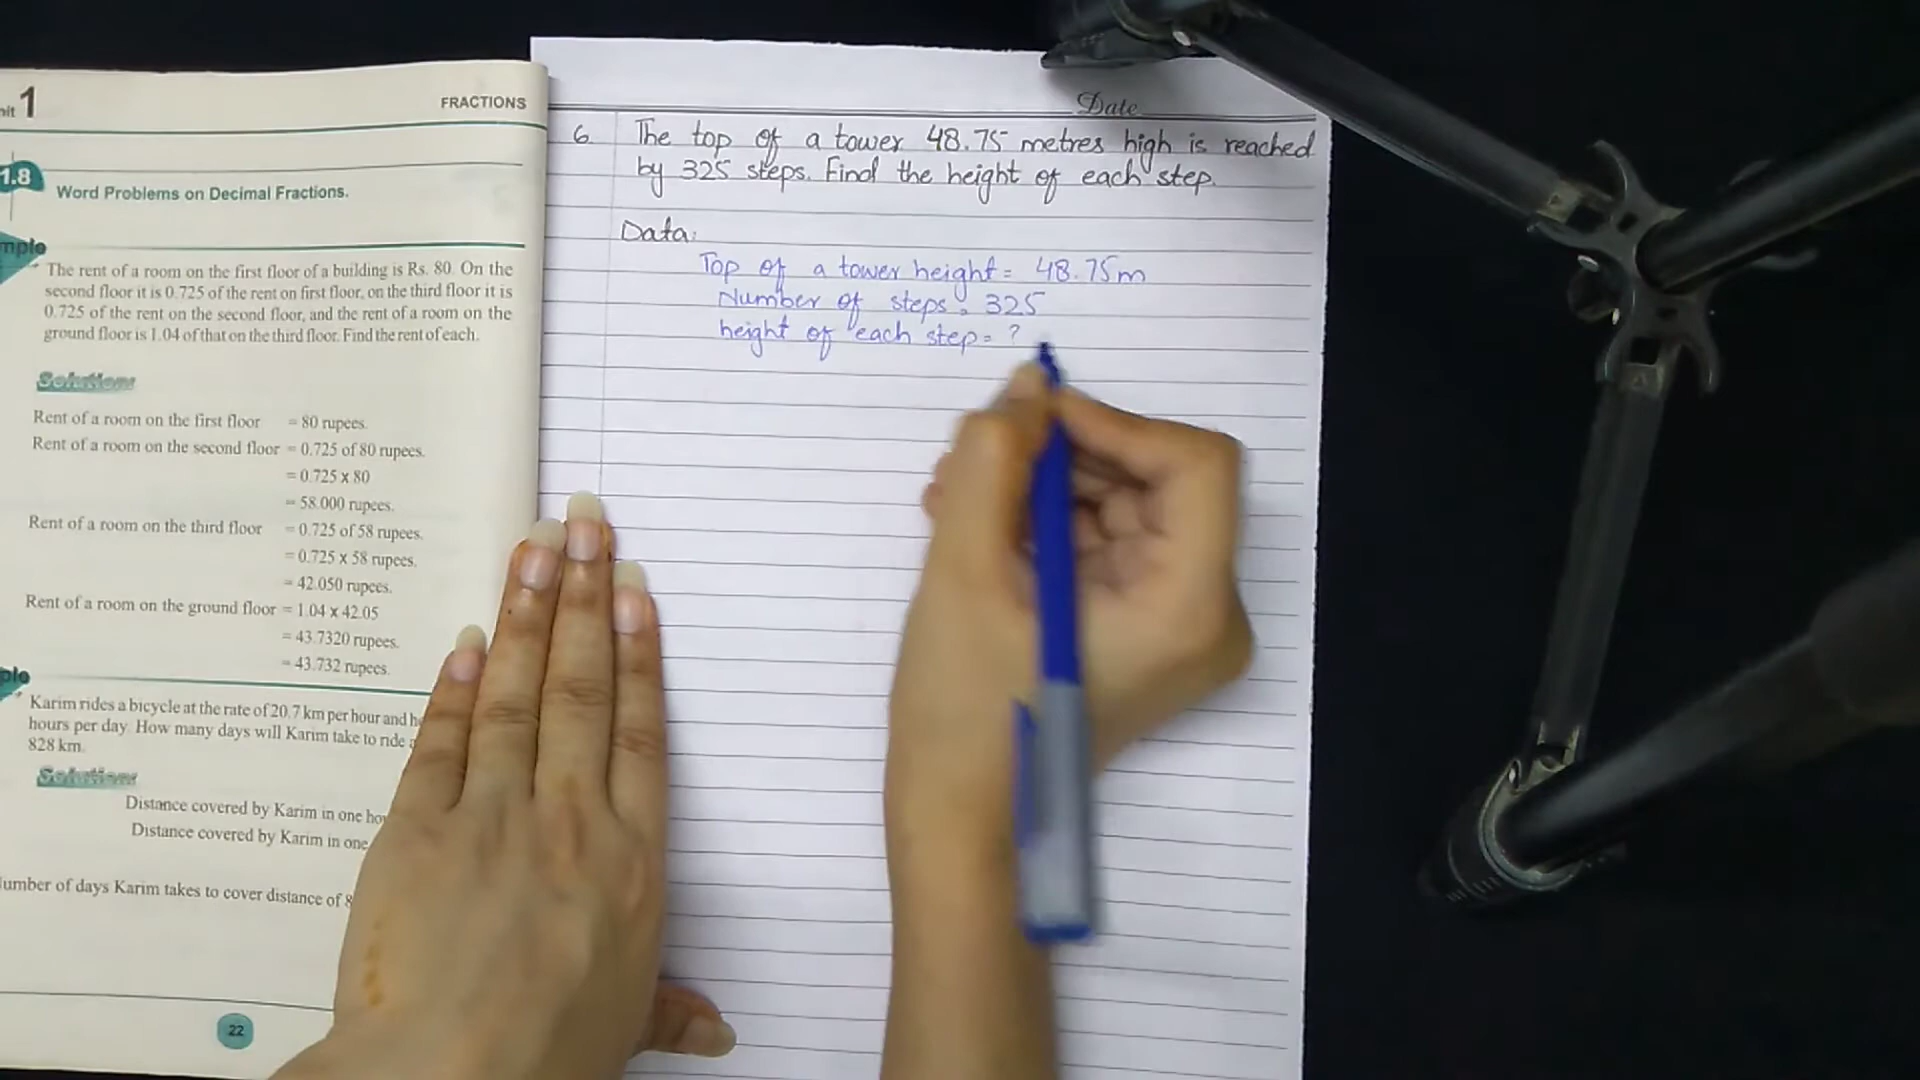 1
FRACTIONS
1.8
Word Problems on Decimal Fractions.
The rent of a room on the first floor of a building is Rs. 80. On the
second floor it is 0.725 of the rent on first floor, on the third floor it is
0.725 of the rent on the second floor, and the rent of a room on the
ground floor is 1.04 of that on the third floor. Find the rent of each.
Solution:
Rent of a room on the first floor = 80 rupees.
Rent of a room on the second floor = 0.725 of 80 rupees.
= 0.725 x 80
= 58.000 rupees.
Rent of a room on the third floor = 0.725 of 58 rupees.
= 0.725 x 58 rupees.
= 42.050 rupees.
Rent of a room on the ground floor = 1.04 x 42.05
= 43.7320 rupees.
= 43.732 rupees.
Karim rides a bicycle at the rate of 20.7 km per hour and
hours per day. How many days will Karim take to ride
828 km.
Solution:
Distance covered by Karim in one
Distance covered by Karim in one
umber of days Karim takes to cover distance of 8
22
Date
6. The top of a tower 48.75 metres high is reached
by 325 steps. Find the height of each step.
Data:
Top of a tower height = 48.75m
Number of steps = 325
height of each step = ?